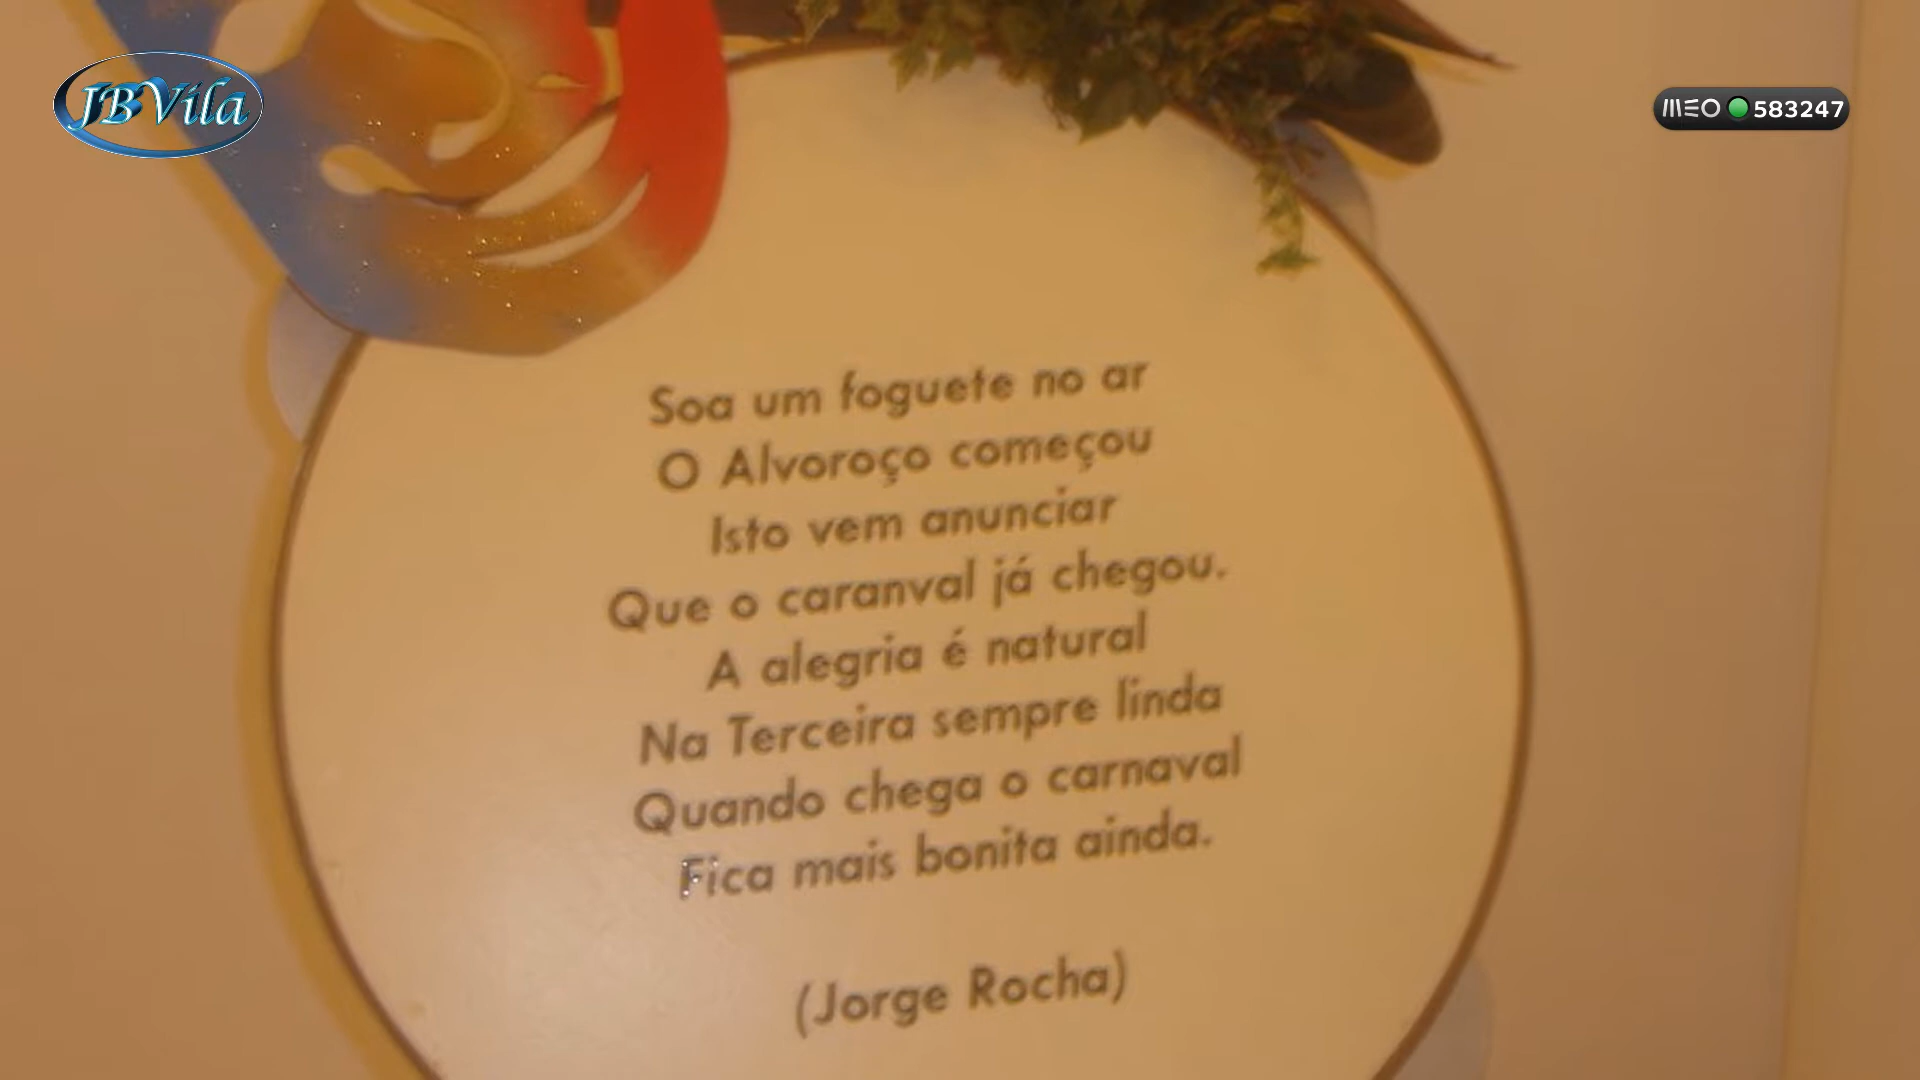 JBVila
MEO 583247
Soa um foguete no ar
O Alvoroço começou
Isto vem anunciar
Que o caranval já chegou.
A alegria é natural
Na Terceira sempre linda
Quando chega o carnaval
Fica mais bonita ainda.
(Jorge Rocha)